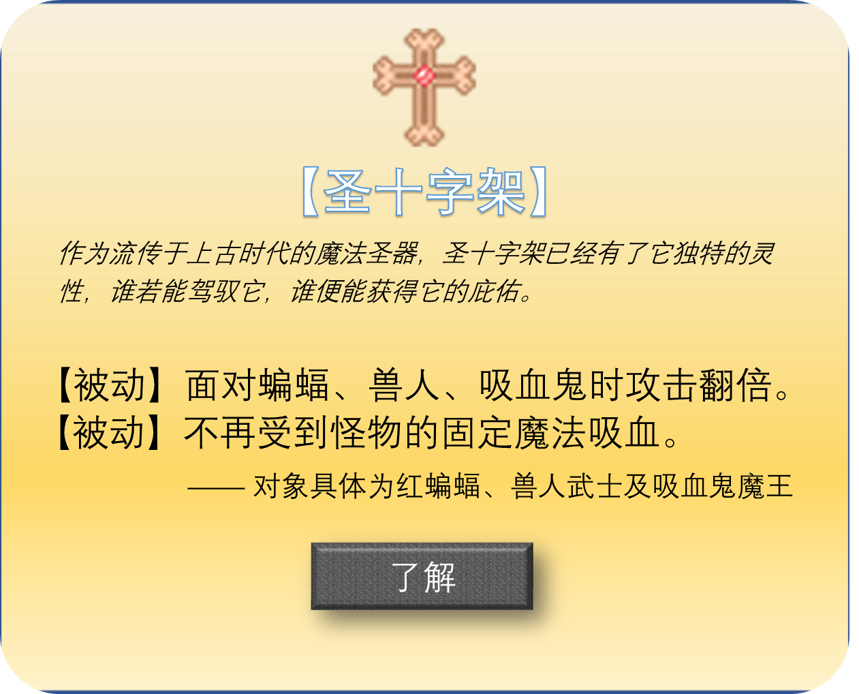 【圣十字架】
作为流传于上古时代的魔法圣器，圣十字架已经有了它独特的灵
性，谁若能驾驭它，谁便能获得它的庇佑。
【被动】面对蝙蝠、兽人、吸血鬼时攻击翻倍。
【被动】不再受到怪物的固定魔法吸血。
—— 对象具体为红蝙蝠、兽人武士及吸血鬼魔王
了解